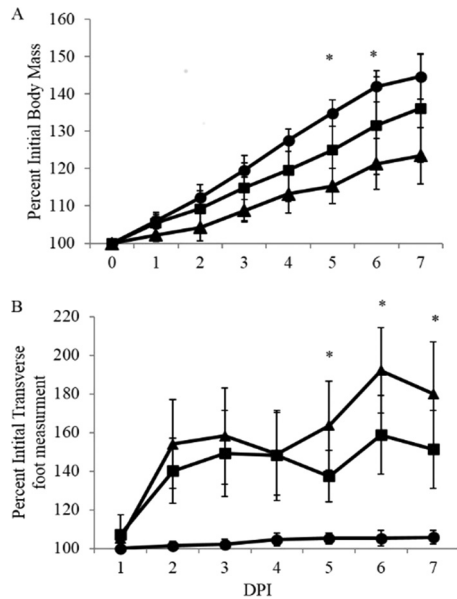 A
Percent Initial Body Mass
160
150
140
130
120
110
100
* *
0 1 2 3 4 5 6 7
B
Percent Intital Transverse
foot measurment
220
200
180
160
140
120
100
* * *
1 2 3 4 5 6 7
DPI